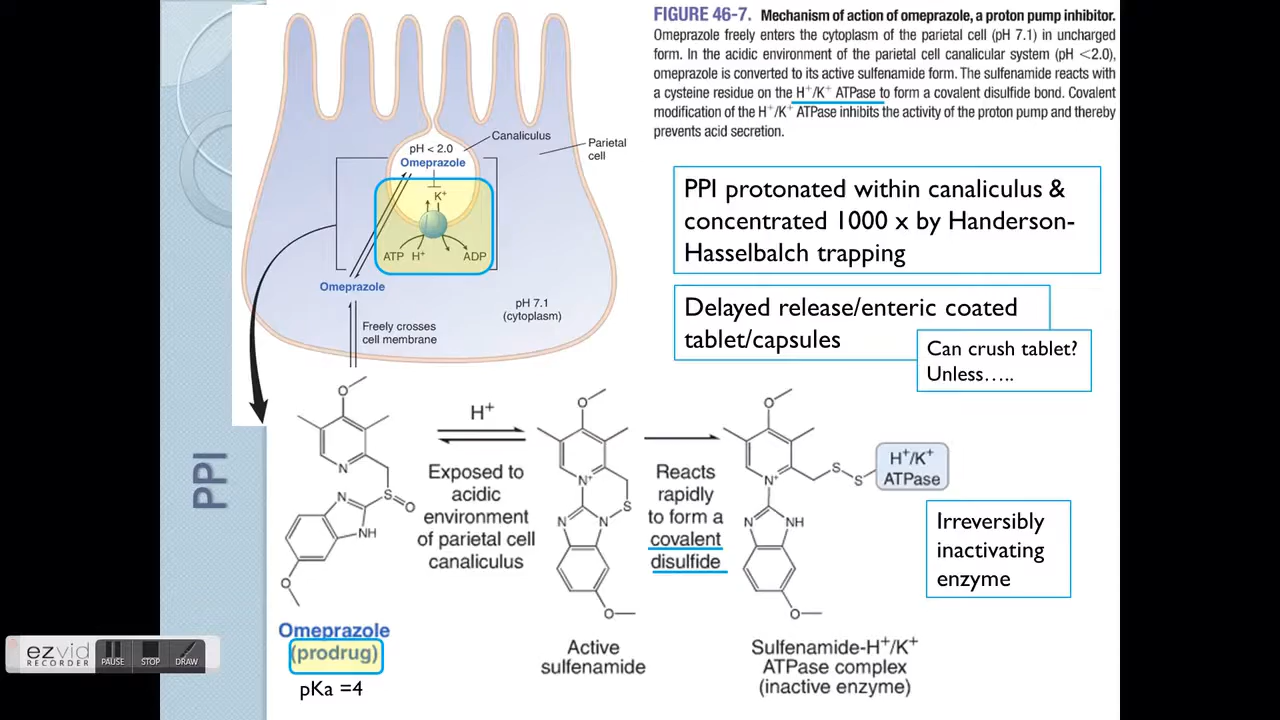 FIGURE 46-7. Mechanism of action of omeprazole, a proton pump inhibitor.
Omeprazole freely enters the cytoplasm of the parietal cell (pH 7.1) in uncharged
form. In the acidic environment of the parietal cell canalicular system (pH <2.0),
omeprazole is converted to its active sulfenamide form. The sulfenamide reacts with
a cysteine residue on the H⁺/K⁺ ATPase to form a covalent disulfide bond. Covalent
modification of the H⁺/K⁺ ATPase inhibits the activity of the proton pump and thereby
prevents acid secretion.
Canaliculus
Parietal
cell
pH < 2.0
Omeprazole
K⁺
ATP H⁺ ADP
Omeprazole
pH 7.1
(cytoplasm)
Freely crosses
cell membrane
PPI protonated within canaliculus &
concentrated 1000 x by Handerson-
Hasselbalch trapping
Delayed release/enteric coated
tablet/capsules
Can crush tablet?
Unless…..
PPI
O
N
N
S
O
NH
O
H⁺
Exposed to
acidic
environment
of parietal cell
canaliculus
O
N⁺
S
N
N
O
Reacts
rapidly
to form a
covalent
disulfide
O
N⁺
S
S
N
NH
O
H⁺/K⁺
ATPase
Irreversibly
inactivating
enzyme
Omeprazole
(prodrug)
pKa =4
Active
sulfenamide
Sulfenamide-H⁺/K⁺
ATPase complex
(inactive enzyme)
ezvid
RECORDER
PAUSE
STOP
DRAW